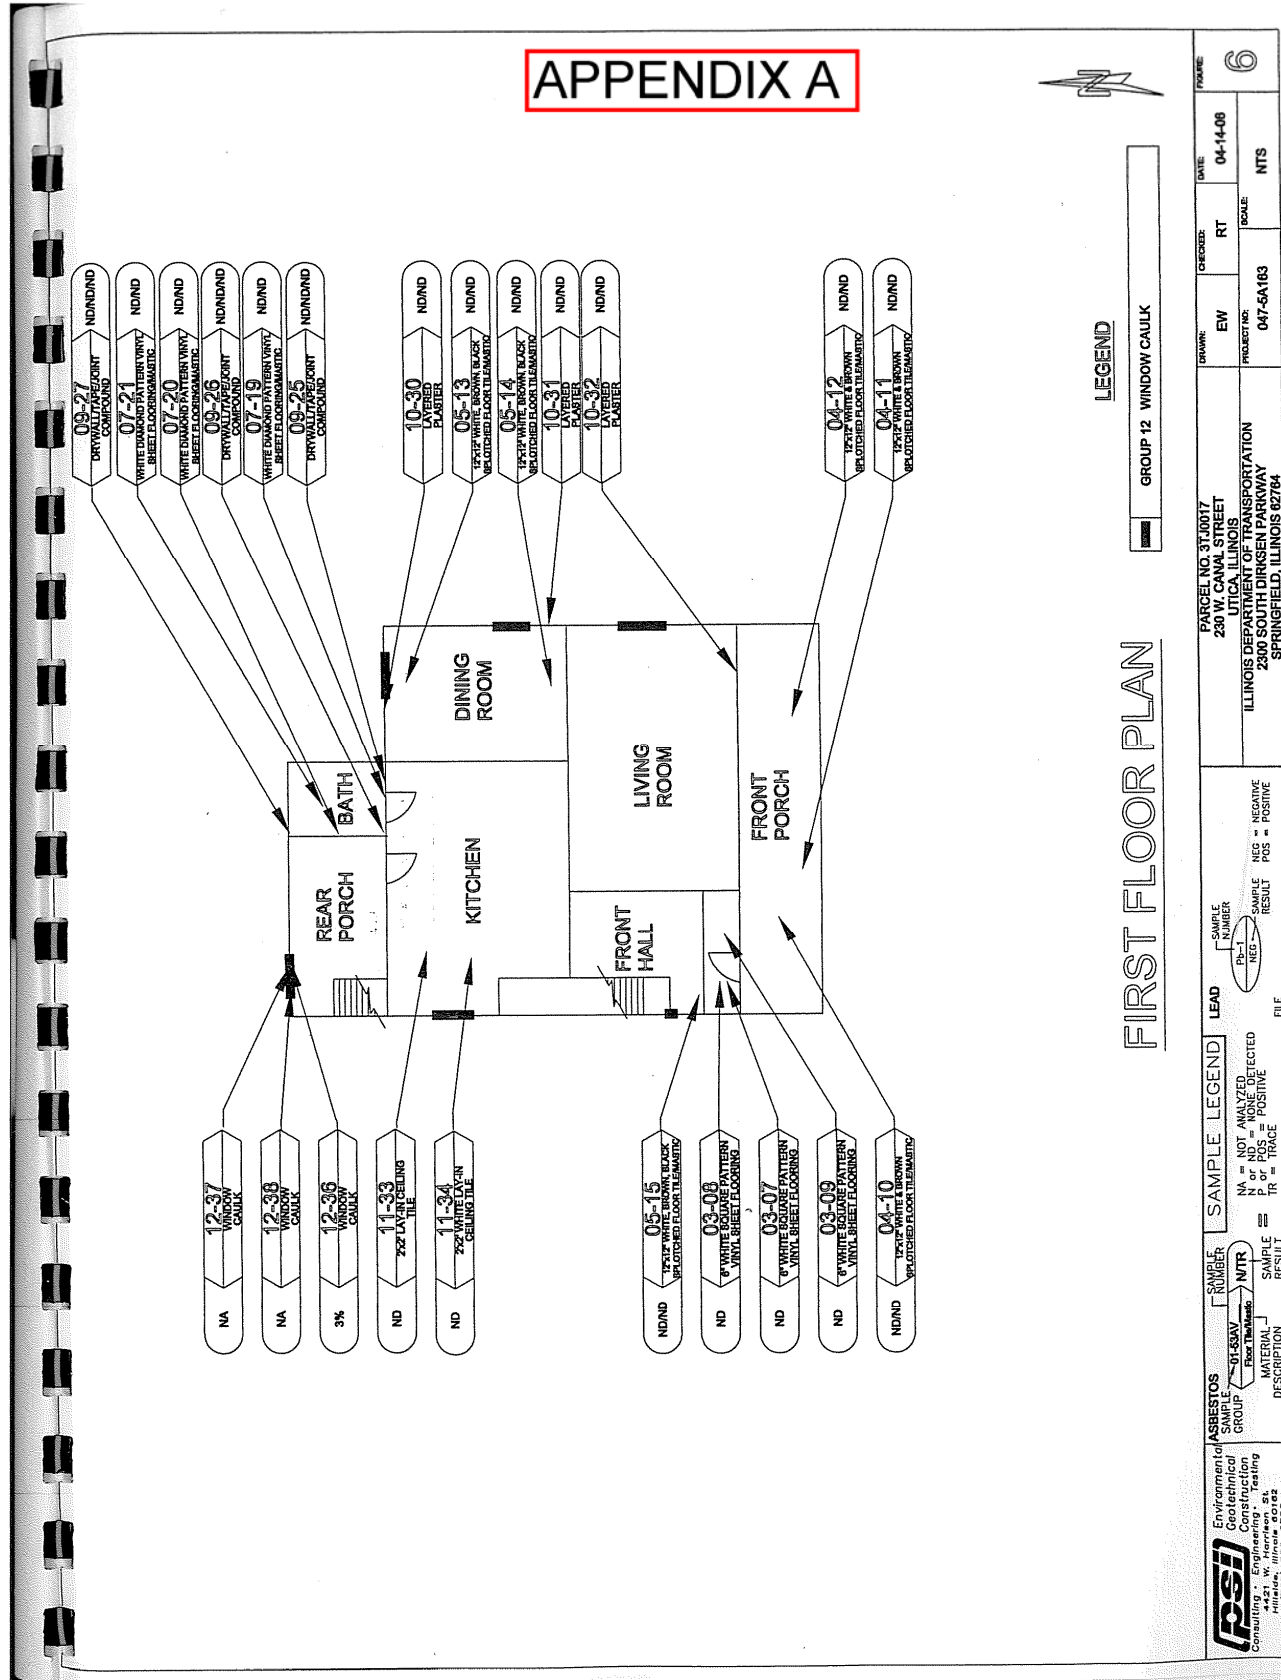 APPENDIX A
09-27
DRYWALL/TAPE/JOINT
COMPOUND
ND/ND/ND
07-21
WHITE DIAMOND PATTERN VINYL
SHEET FLOORING/MASTIC
ND/ND
07-20
WHITE DIAMOND PATTERN VINYL
SHEET FLOORING/MASTIC
ND/ND
09-26
DRYWALL/TAPE/JOINT
COMPOUND
ND/ND/ND
07-19
WHITE DIAMOND PATTERN VINYL
SHEET FLOORING/MASTIC
ND/ND
09-25
DRYWALL/TAPE/JOINT
COMPOUND
ND/ND/ND
10-30
LAYERED
PLASTER
ND/ND
05-13
12"x12" WHITE, BROWN, BLACK
SPLOTCHED FLOOR TILE/MASTIC
ND/ND
05-14
12"x12" WHITE, BROWN, BLACK
SPLOTCHED FLOOR TILE/MASTIC
ND/ND
10-31
LAYERED
PLASTER
ND/ND
10-32
LAYERED
PLASTER
ND/ND
04-12
12"x12" WHITE & BROWN
SPLOTCHED FLOOR TILE/MASTIC
ND/ND
04-11
12"x12" WHITE & BROWN
SPLOTCHED FLOOR TILE/MASTIC
ND/ND
REAR
PORCH
BATH
KITCHEN
DINING
ROOM
LIVING
ROOM
FRONT
HALL
FRONT
PORCH
NA
12-37
WINDOW
CAULK
NA
12-38
WINDOW
CAULK
3%
12-36
WINDOW
CAULK
ND
11-33
2'x2' LAY-IN CEILING
TILE
ND
11-34
2'x2' WHITE LAY-IN
CEILING TILE
ND/ND
05-15
12"x12" WHITE, BROWN, BLACK
SPLOTCHED FLOOR TILE/MASTIC
ND
03-08
6" WHITE SQUARE PATTERN
VINYL SHEET FLOORING
ND
03-07
6" WHITE SQUARE PATTERN
VINYL SHEET FLOORING
ND
03-09
6" WHITE SQUARE PATTERN
VINYL SHEET FLOORING
ND/ND
04-10
12"x12" WHITE & BROWN
SPLOTCHED FLOOR TILE/MASTIC
N
LEGEND
GROUP 12 WINDOW CAULK
FIRST FLOOR PLAN
psi
Environmental
Geotechnical
Construction
Consulting • Engineering • Testing
4421 W. Harrison St.
Hillside, Illinois 60162
ASBESTOS
SAMPLE
GROUP
SAMPLE
NUMBER
01-53AV
Floor Tile/Mastic
N/TR
MATERIAL
DESCRIPTION
SAMPLE
RESULT
SAMPLE LEGEND
NA = NOT ANALYZED
N or ND = NONE DETECTED
P or POS = POSITIVE
TR = TRACE
LEAD
SAMPLE
NUMBER
Pb-1
NEG
SAMPLE
RESULT
NEG = NEGATIVE
POS = POSITIVE
FILE
PARCEL NO. 3TJ0017
230 W. CANAL STREET
UTICA, ILLINOIS
ILLINOIS DEPARTMENT OF TRANSPORTATION
2300 SOUTH DIRKSEN PARKWAY
SPRINGFIELD, ILLINOIS 62764
DRAWN:
EW
CHECKED:
RT
DATE:
04-14-06
FIGURE:
6
PROJECT NO:
047-5A163
SCALE:
NTS